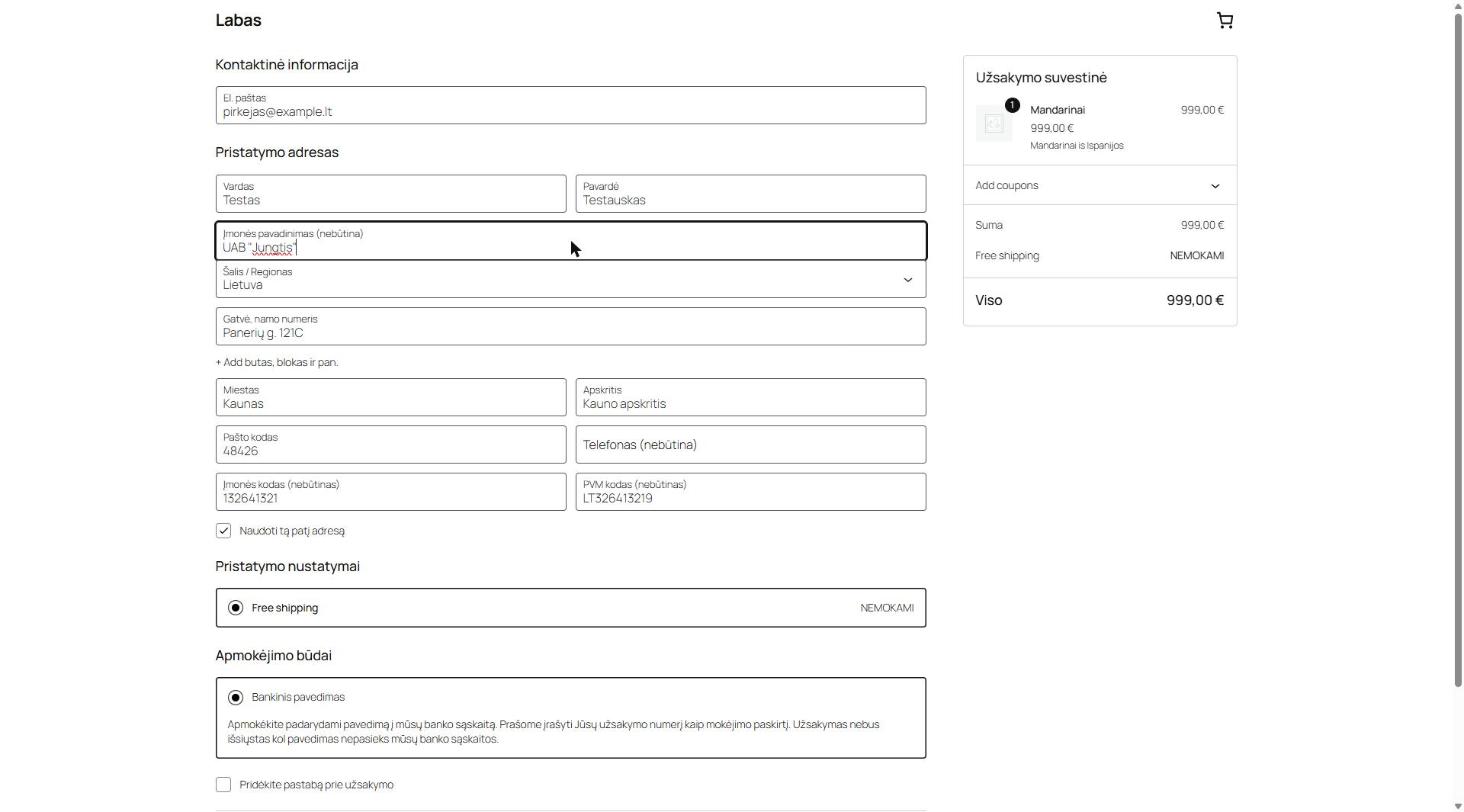 Labas
Kontaktinė informacija
El. paštas
pirkejas@example.lt
Pristatymo adresas
Vardas
Testas
Pavardė
Testauskas
Įmonės pavadinimas (nebūtina)
UAB "Jungtis"
Šalis / Regionas
Lietuva
Gatvė, namo numeris
Panerių g. 121C
+ Add butas, blokas ir pan.
Miestas
Kaunas
Apskritis
Kauno apskritis
Pašto kodas
48426
Telefonas (nebūtina)
Įmonės kodas (nebūtinas)
132641321
PVM kodas (nebūtinas)
LT326413219
Naudoti tą patį adresą
Pristatymo nustatymai
Free shipping
NEMOKAMI
Apmokėjimo būdai
Bankinis pavedimas
Apmokėkite padarydami pavedimą į mūsų banko sąskaitą. Prašome įrašyti Jūsų užsakymo numerį kaip mokėjimo paskirtį. Užsakymas nebus
išsiųstas kol pavedimas nepasieks mūsų banko sąskaitos.
Pridėkite pastabą prie užsakymo
Užsakymo suvestinė
1
Mandarinai
999,00 €
999,00 €
Mandarinai is Ispanijos
Add coupons
Suma
999,00 €
Free shipping
NEMOKAMI
Viso
999,00 €